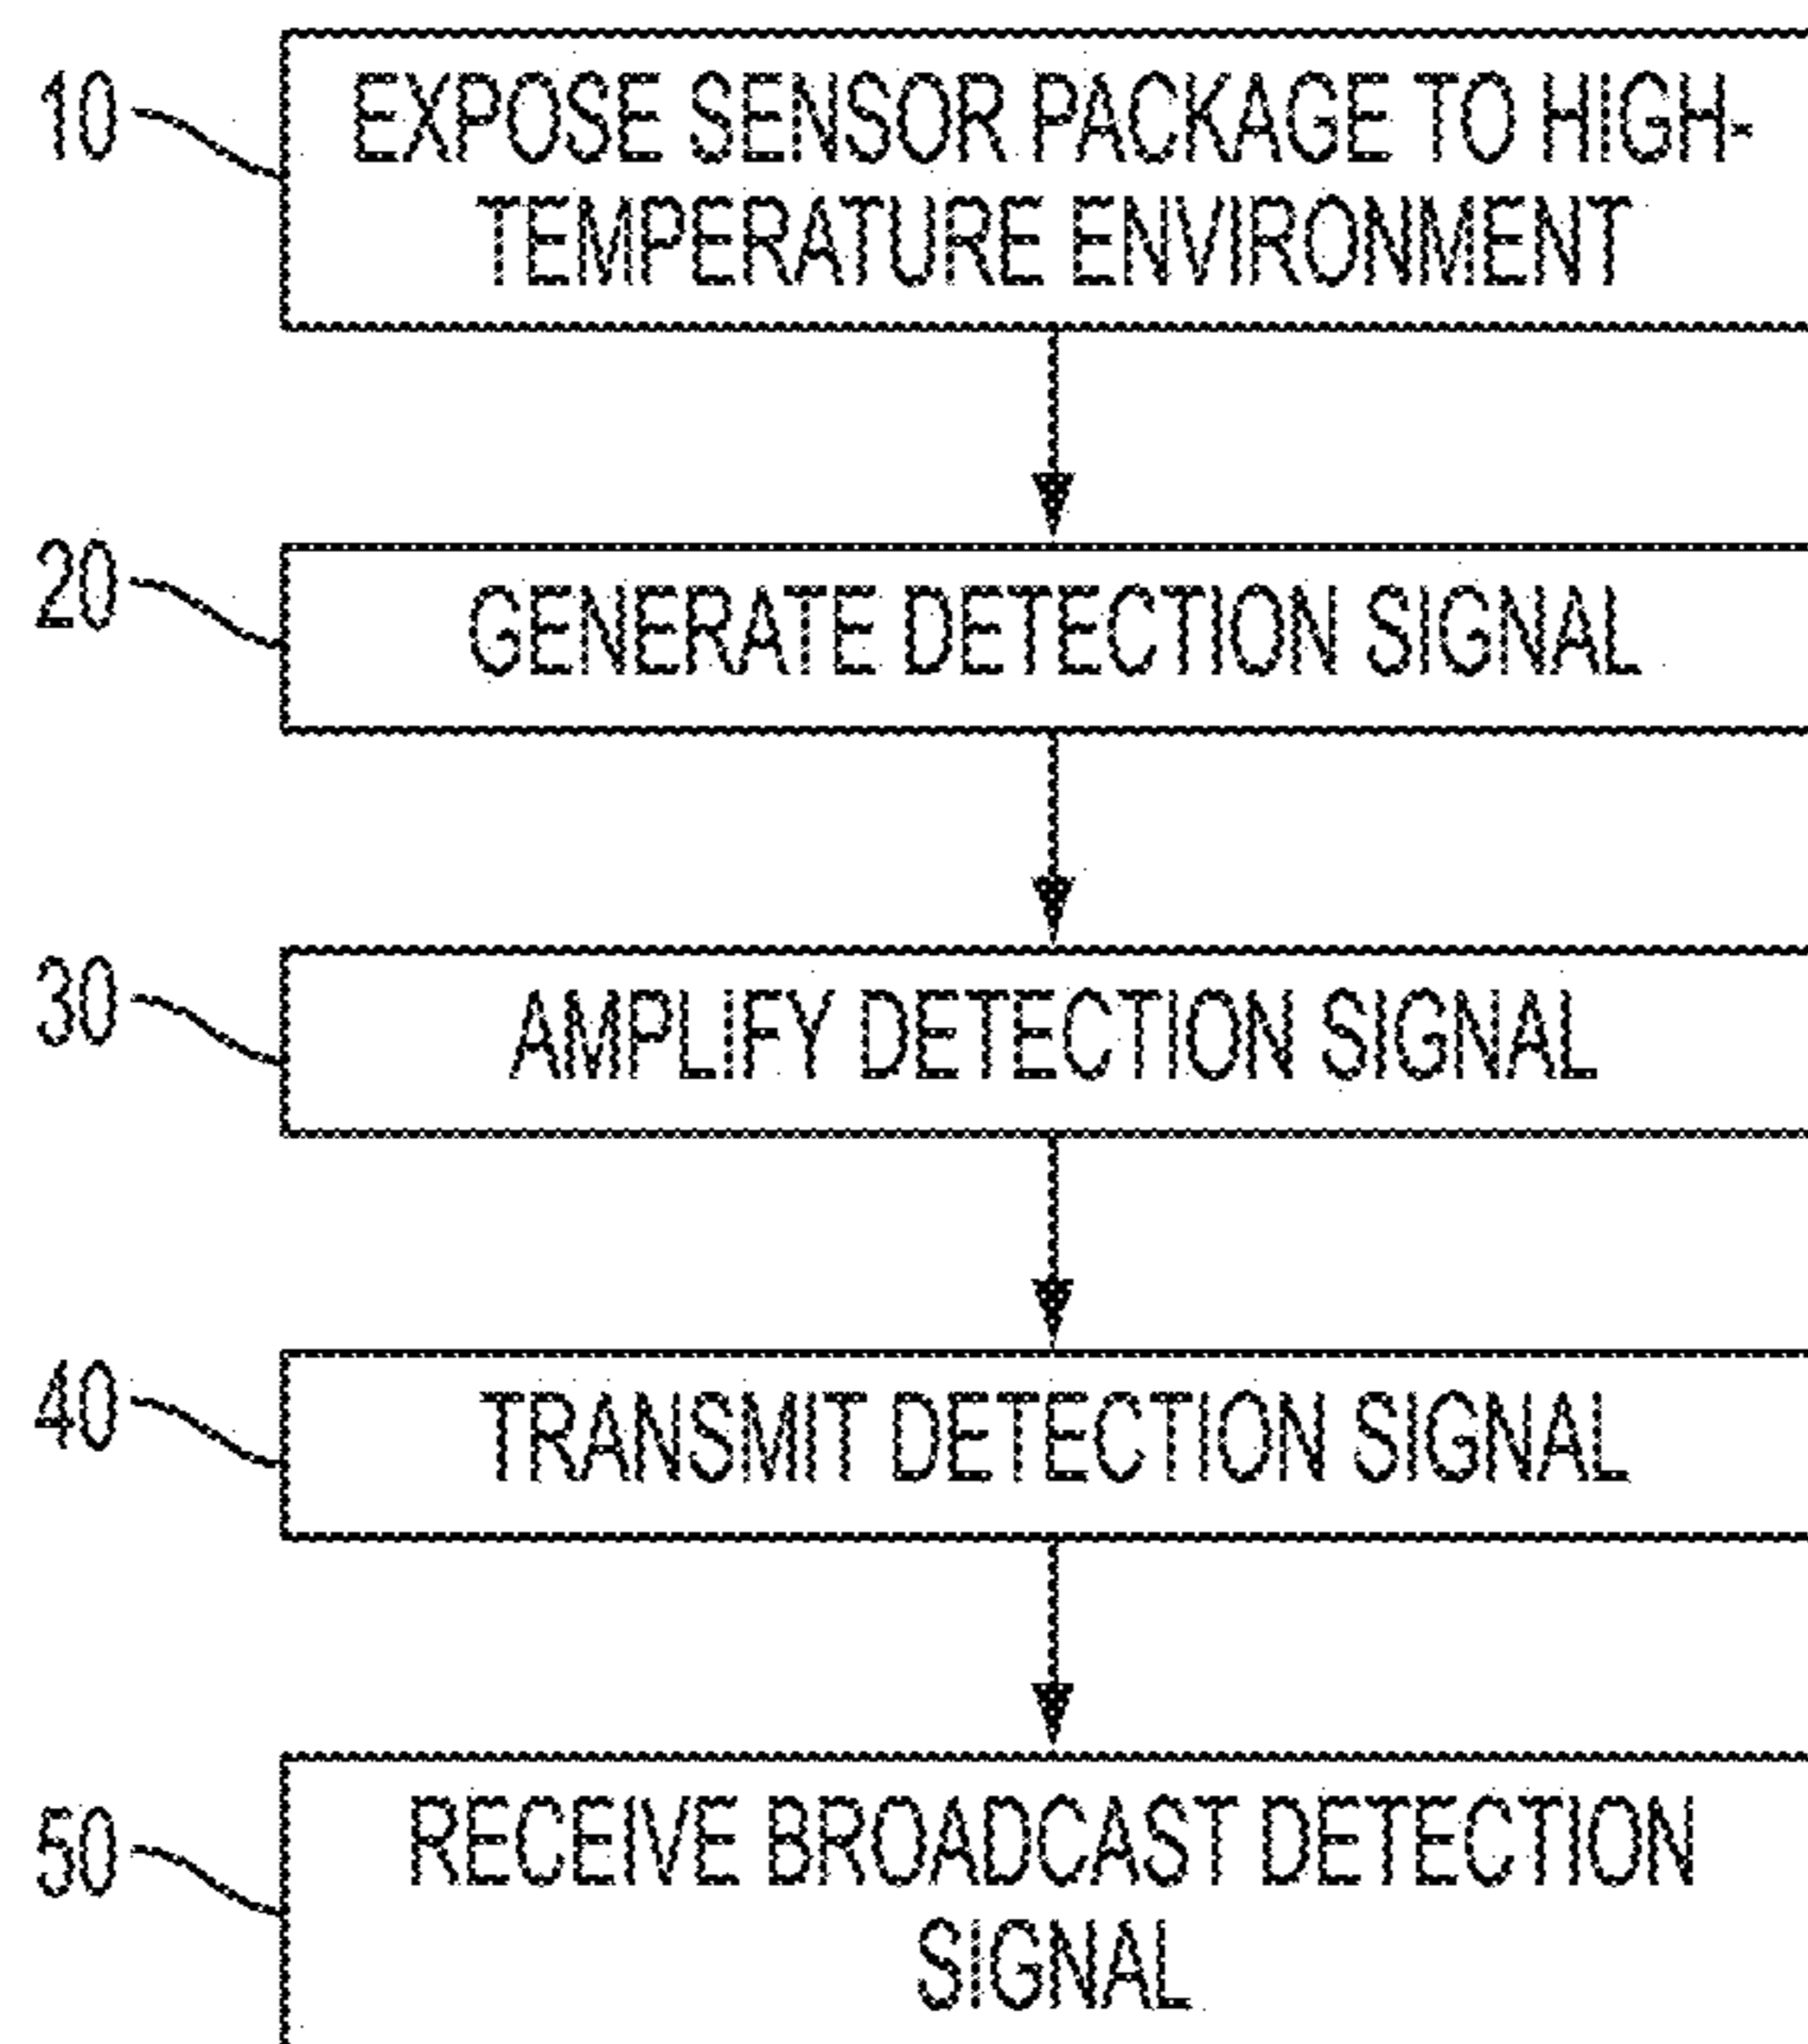 10
EXPOSE SENSOR PACKAGE TO HIGH-
TEMPERATURE ENVIRONMENT
20
GENERATE DETECTION SIGNAL
30
AMPLIFY DETECTION SIGNAL
40
TRANSMIT DETECTION SIGNAL
50
RECEIVE BROADCAST DETECTION
SIGNAL